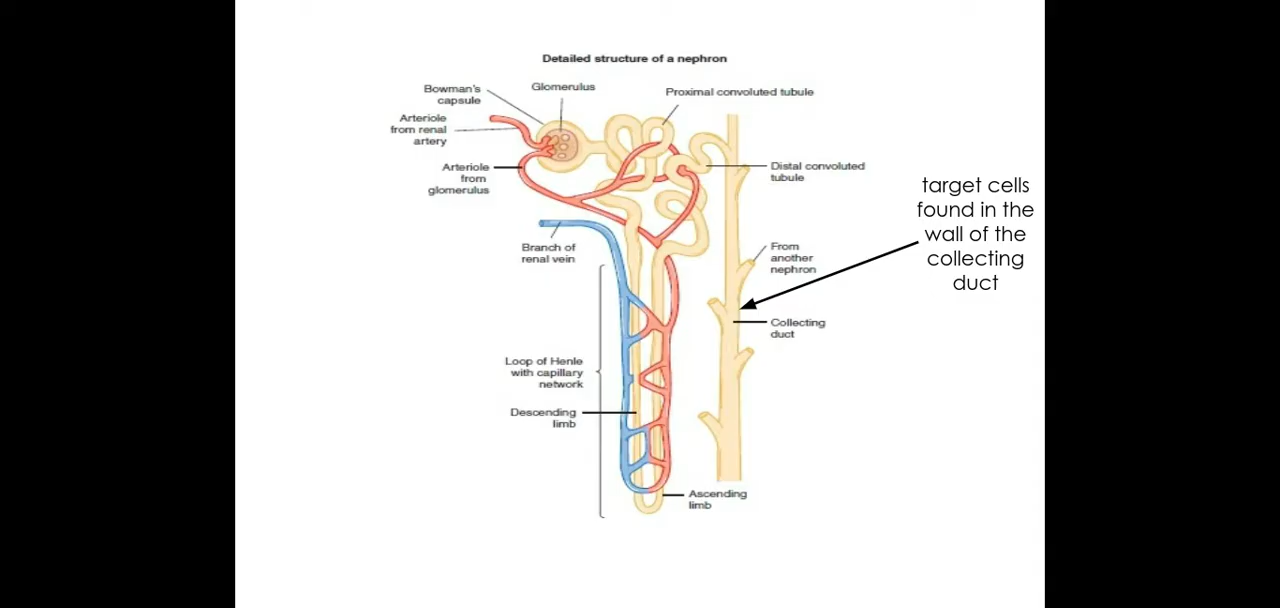 Detailed structure of a nephron
Bowman's
capsule
Glomerulus
Proximal convoluted tubule
Arteriole
from renal
artery
Arteriole
from
glomerulus
Distal convoluted
tubule
target cells
found in the
wall of the
collecting
duct
Branch of
renal vein
From
another
nephron
Collecting
duct
Loop of Henle
with capillary
network
Descending
limb
Ascending
limb